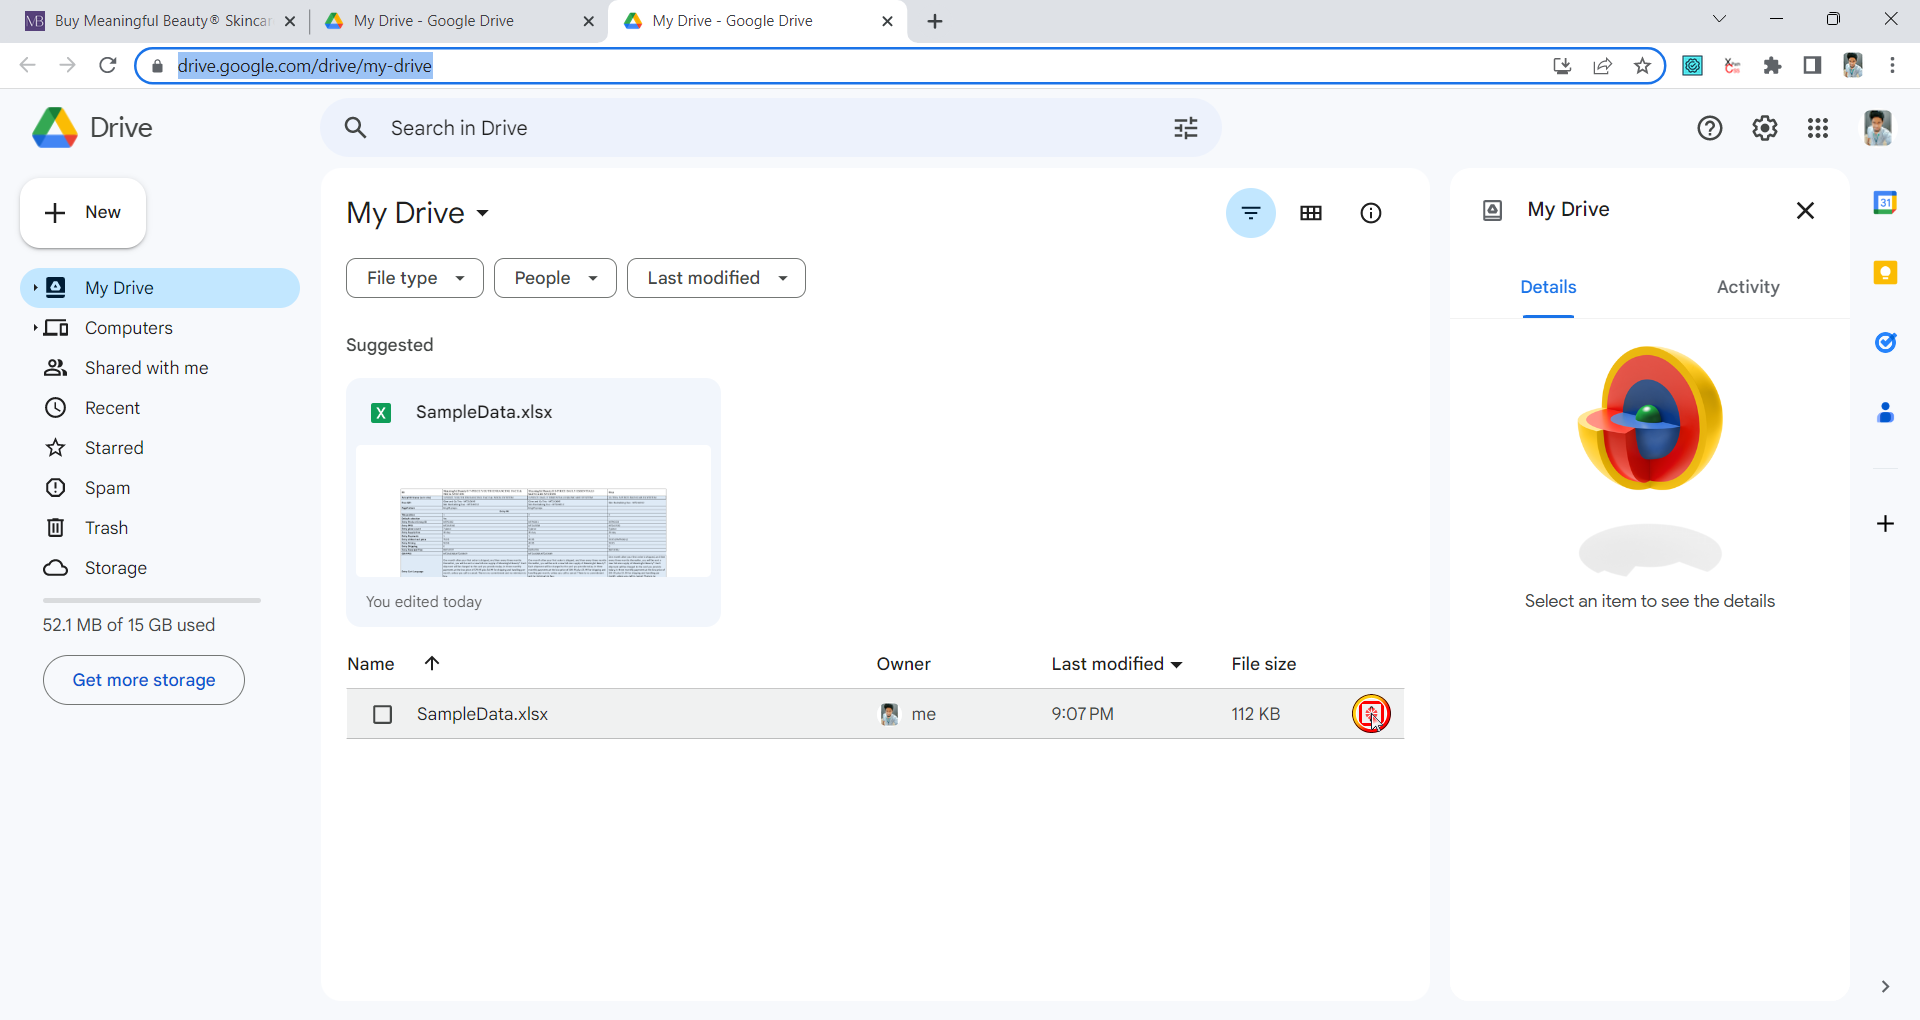 Buy Meaningful Beauty® Skincar
My Drive - Google Drive
My Drive - Google Drive
drive.google.com/drive/my-drive
Drive
Search in Drive
New
My Drive
Computers
Shared with me
Recent
Starred
Spam
Trash
Storage
52.1 MB of 15 GB used
Get more storage
My Drive
File type
People
Last modified
Suggested
X SampleData.xlsx
You edited today
Name Owner Last modified File size
SampleData.xlsx me 9:07 PM 112 KB
My Drive
Details Activity
Select an item to see the details
31